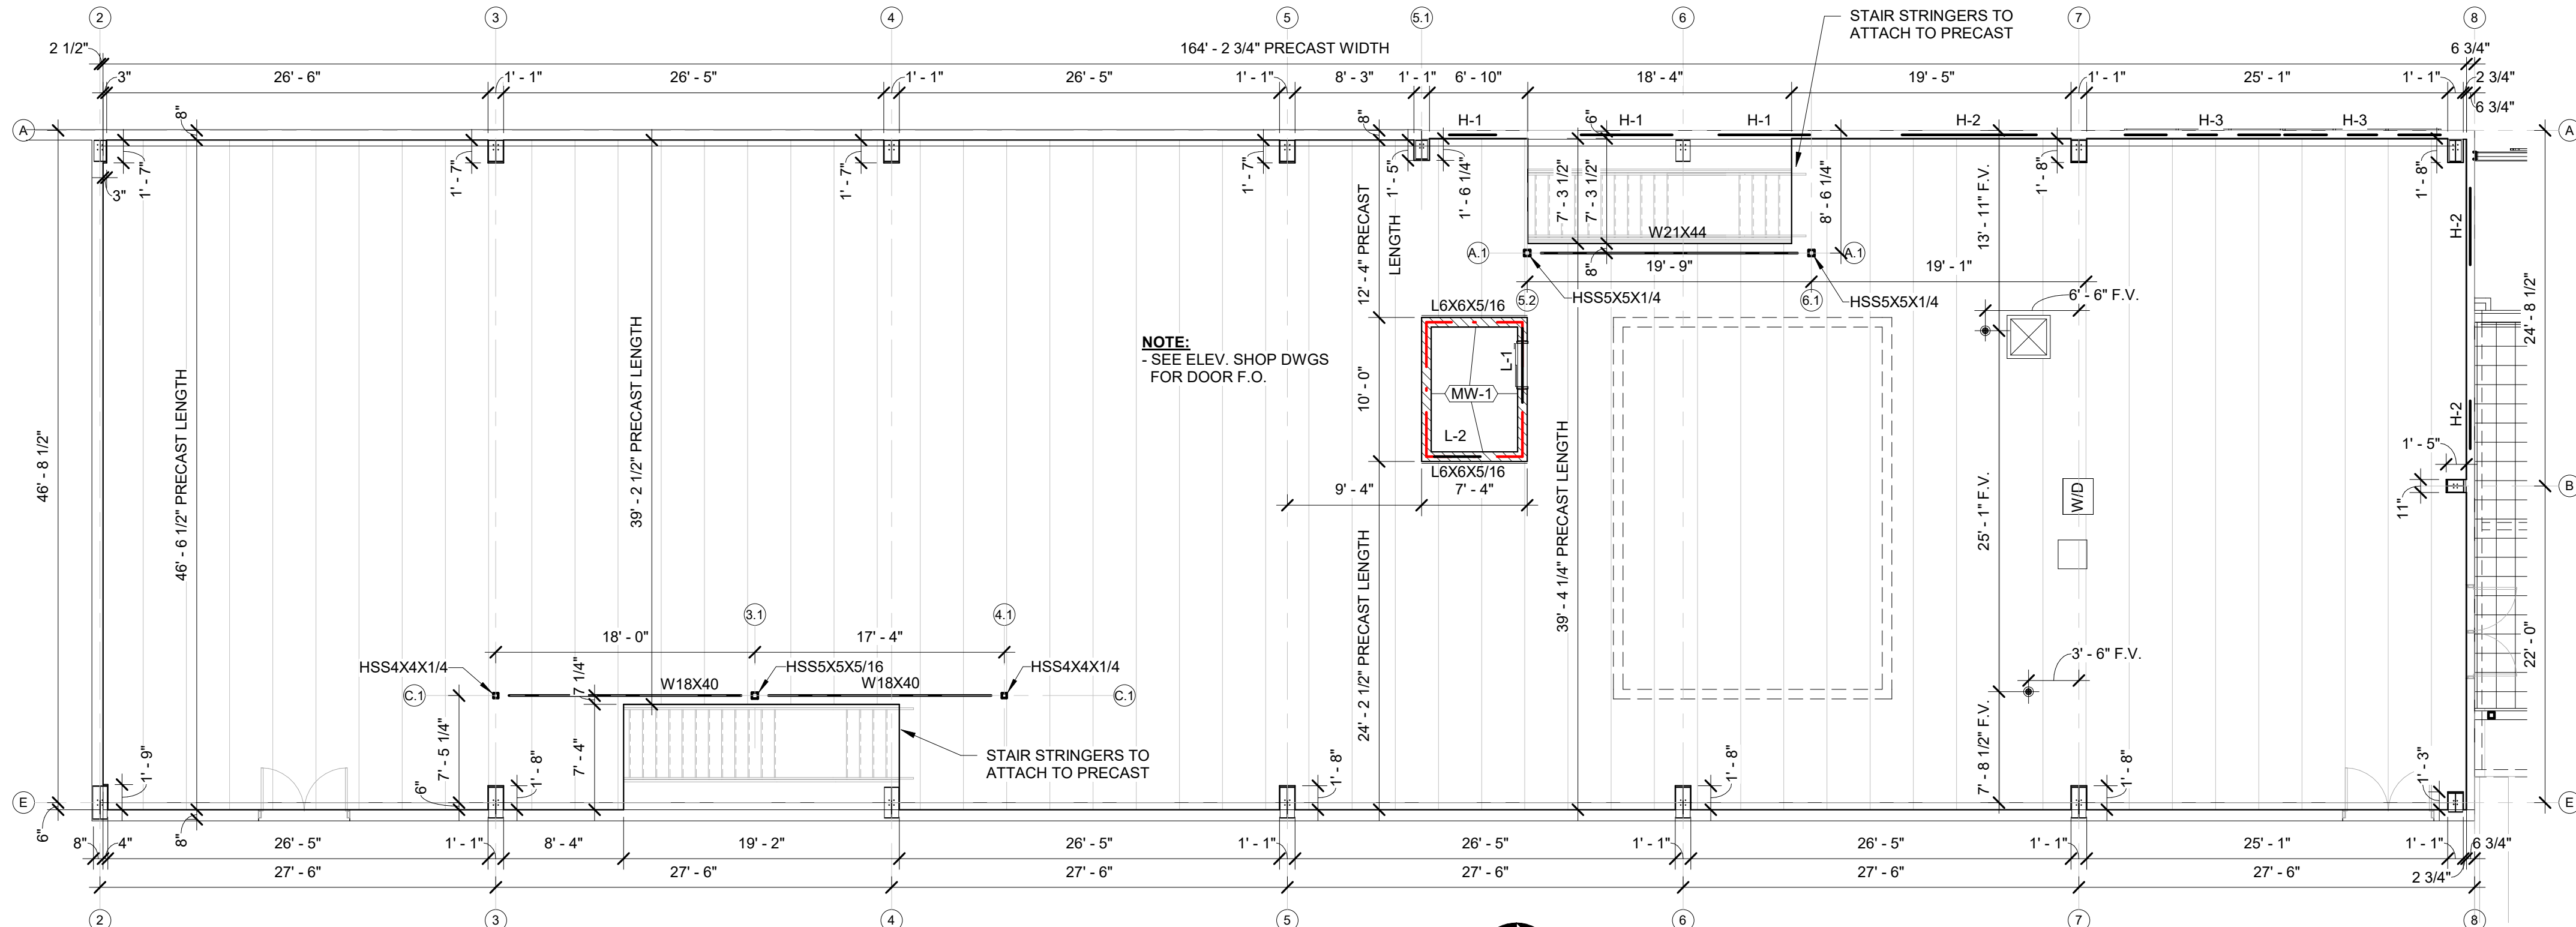 2 3 4 5 5.1 6 7 8
STAIR STRINGERS TO
ATTACH TO PRECAST
2 1/2" 164' - 2 3/4" PRECAST WIDTH 6 3/4"
3" 26' - 6" 1' - 1" 26' - 5" 1' - 1" 26' - 5" 1' - 1" 8' - 3" 1' - 1" 6' - 10" 18' - 4" 19' - 5" 1' - 1" 25' - 1" 1' - 1" 2 3/4"
6 3/4"
A A
8" 8" 6"
H-1 H-1 H-1 H-2 H-3 H-3
1' - 7" 1' - 7" 1' - 7" 1' - 7" 1' - 5" 1' - 6 1/4" 1' - 8" 1' - 8"
3"
7' - 3 1/2" 7' - 3 1/2" 8' - 6 1/4" 13' - 11" F.V.
H-2
12' - 4" PRECAST
LENGTH
W21X44
A.1 A.1
8" 19' - 9" 19' - 1"
5.2 HSS5X5X1/4 6.1 HSS5X5X1/4 6' - 6" F.V.
L6X6X5/16
24' - 8 1/2"
NOTE:
- SEE ELEV. SHOP DWGS
FOR DOOR F.O.
L-1
10' - 0" MW-1
L-2
L6X6X5/16
H-2
1' - 5"
46' - 8 1/2" 46' - 6 1/2" PRECAST LENGTH 39' - 2 1/2" PRECAST LENGTH
9' - 4" 7' - 4"
B
11"
W/D
25' - 1" F.V.
24' - 2 1/2" PRECAST LENGTH 39' - 4 1/4" PRECAST LENGTH
3.1 4.1
18' - 0" 17' - 4"
HSS4X4X1/4 HSS5X5X5/16 HSS4X4X1/4
7 1/4" W18X40 W18X40
C.1 C.1
3' - 6" F.V.
22' - 0"
7' - 5 1/4" 7' - 4" 7' - 8 1/2" F.V.
STAIR STRINGERS TO
ATTACH TO PRECAST
1' - 9" 1' - 8" 1' - 8" 1' - 8" 1' - 8" 1' - 3"
6"
E E
6" 8"
8" 4" 26' - 5" 1' - 1" 8' - 4" 19' - 2" 26' - 5" 1' - 1" 26' - 5" 1' - 1" 26' - 5" 1' - 1" 25' - 1" 1' - 1" 6 3/4"
27' - 6" 27' - 6" 27' - 6" 27' - 6" 27' - 6" 27' - 6" 2 3/4"
2 3 4 5 6 7 8